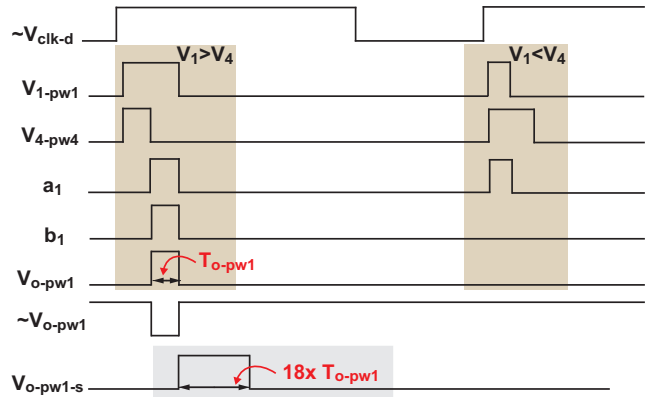 ~Vclk-d
V1>V4
V1<V4
V1-pw1
V4-pw4
a1
b1
Vo-pw1
To-pw1
~Vo-pw1
Vo-pw1-s
18x To-pw1